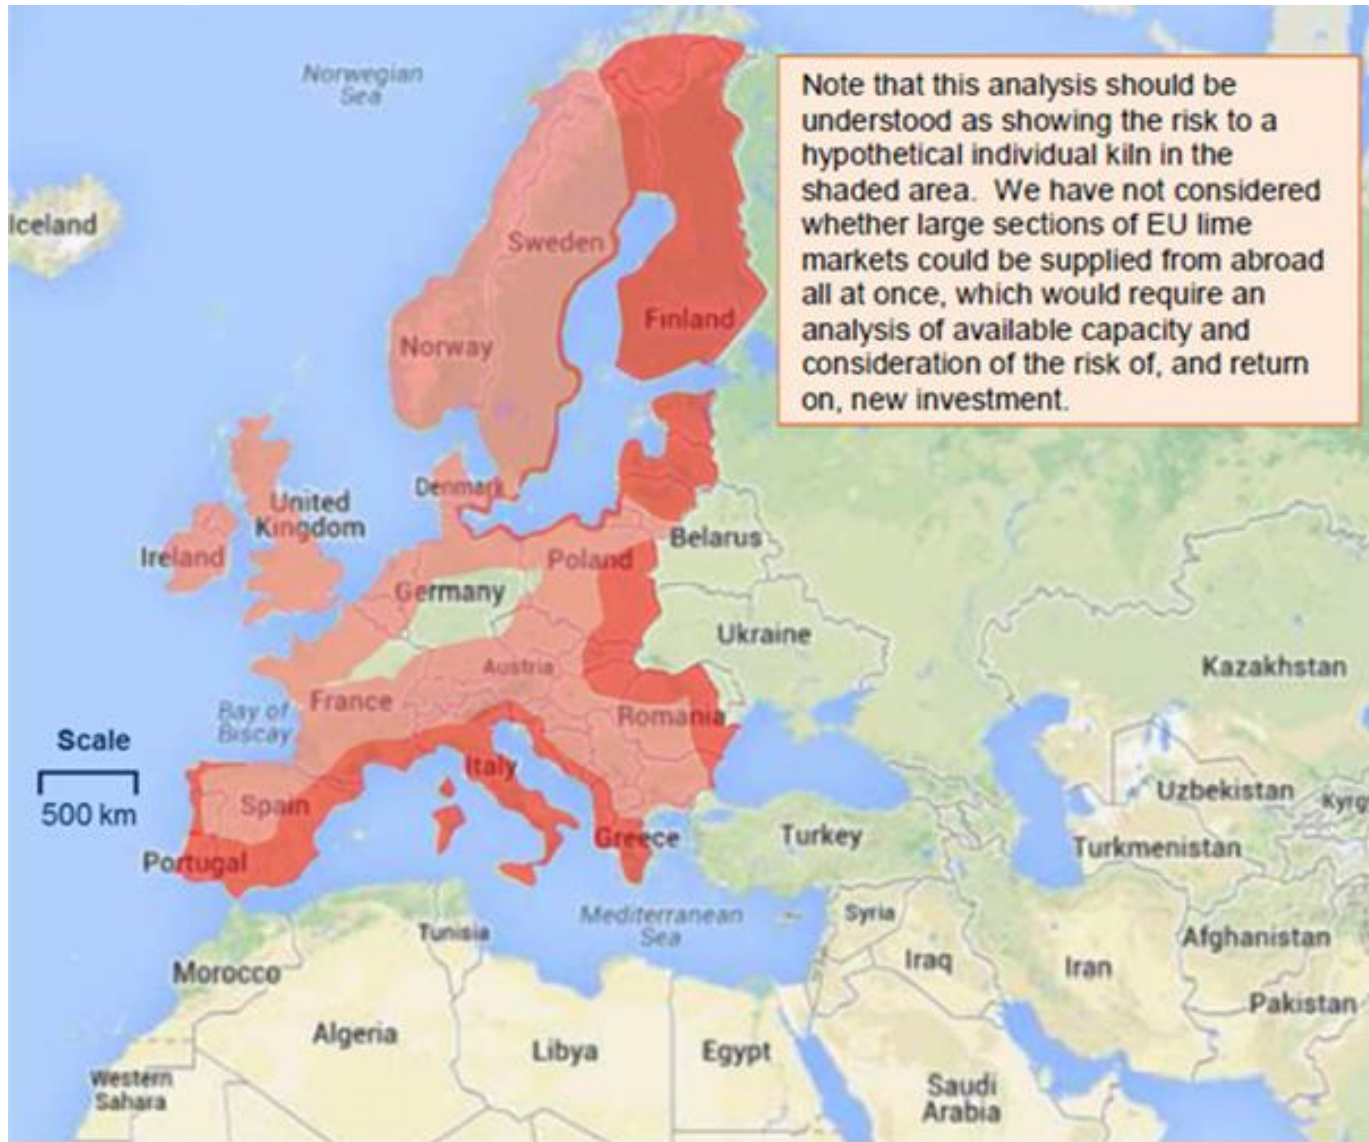 Norwegian
Sea
Note that this analysis should be
understood as showing the risk to a
hypothetical individual kiln in the
shaded area. We have not considered
whether large sections of EU lime
markets could be supplied from abroad
all at once, which would require an
analysis of available capacity and
consideration of the risk of, and return
on, new investment.
Iceland
Sweden
Finland
Norway
Denmark
United
Kingdom
Ireland
Belarus
Poland
Germany
Ukraine
Austria
Kazakhstan
France
Bay of
Biscay
Romania
Scale
500 km
Italy
Spain
Uzbekistan
Kyrg
Greece
Turkey
Turkmenistan
Portugal
Mediterranean
Sea
Syria
Tunisia
Afghanistan
Iraq
Iran
Morocco
Pakistan
Algeria
Libya
Egypt
Western
Sahara
Saudi
Arabia